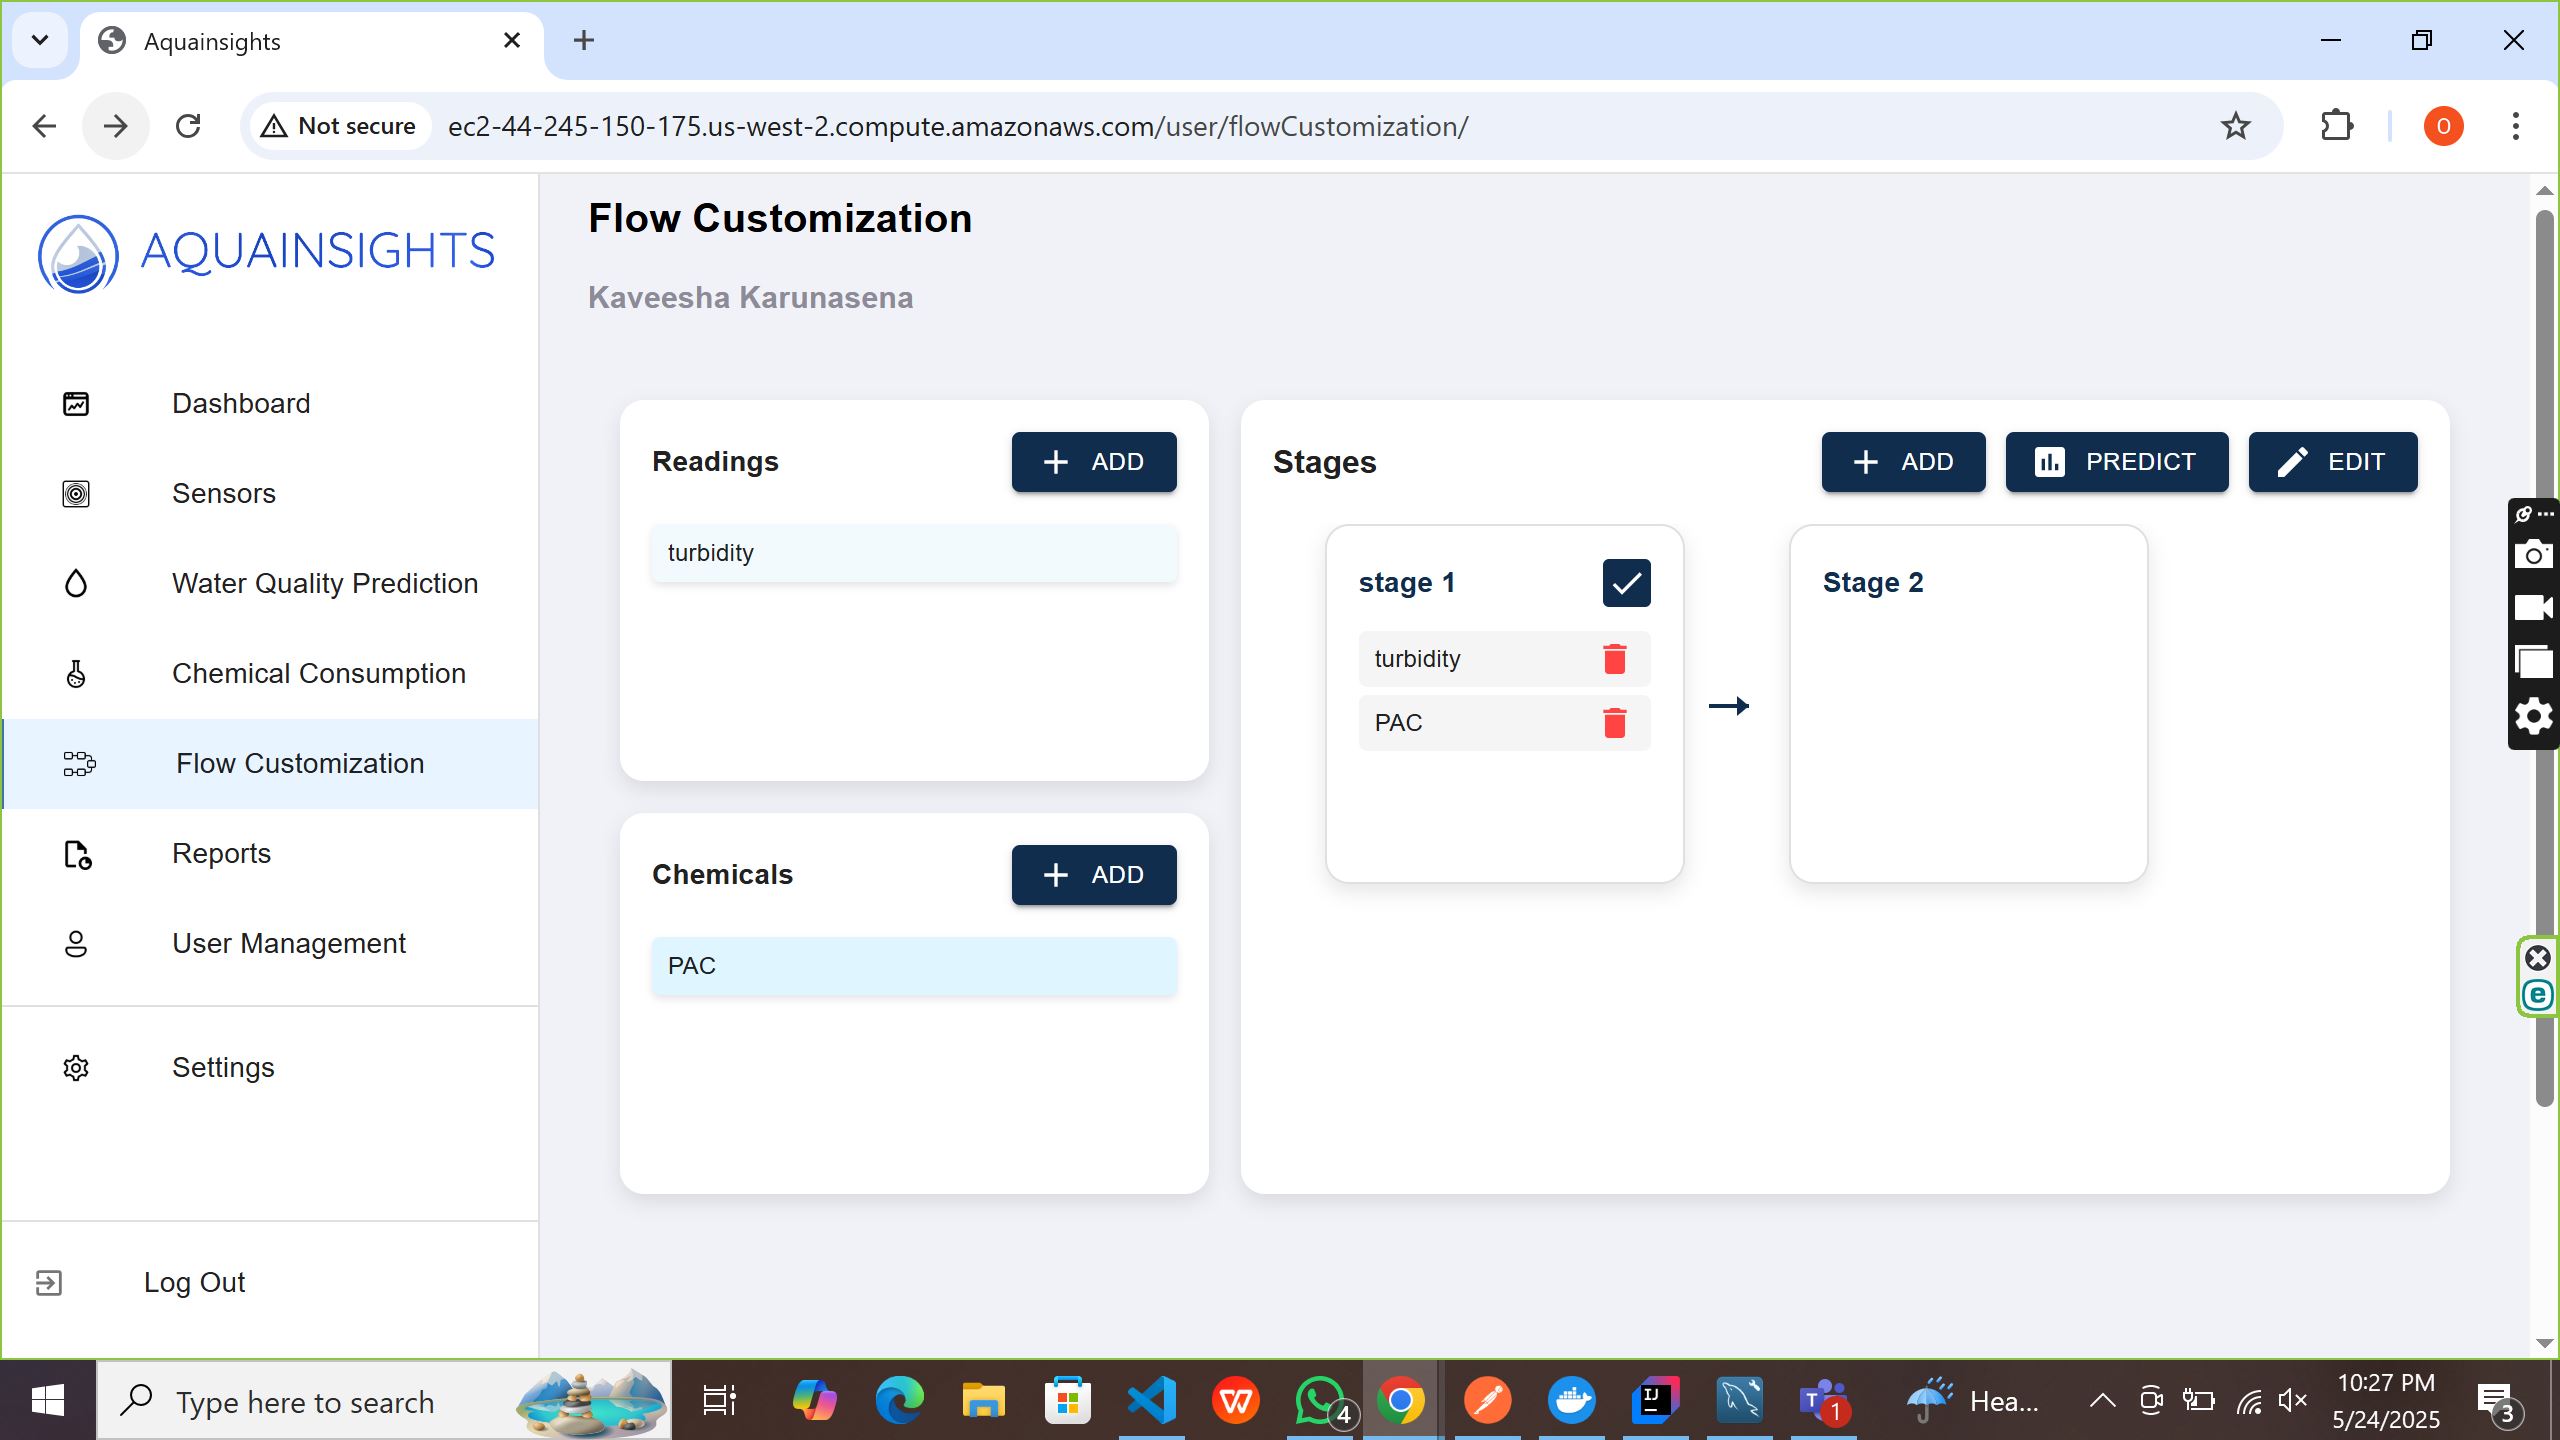 Aquainsights
Not secure
ec2-44-245-150-175.us-west-2.compute.amazonaws.com/user/flowCustomization/
O
AQUAINSIGHTS
Dashboard
Sensors
Water Quality Prediction
Chemical Consumption
Flow Customization
Reports
User Management
Settings
Log Out
Flow Customization
Kaveesha Karunasena
Readings
ADD
turbidity
Chemicals
ADD
PAC
Stages
ADD
PREDICT
EDIT
stage 1
turbidity
PAC
Stage 2
e
Type here to search
W
4
IJ
T
1
Hea...
10:27 PM
5/24/2025
3